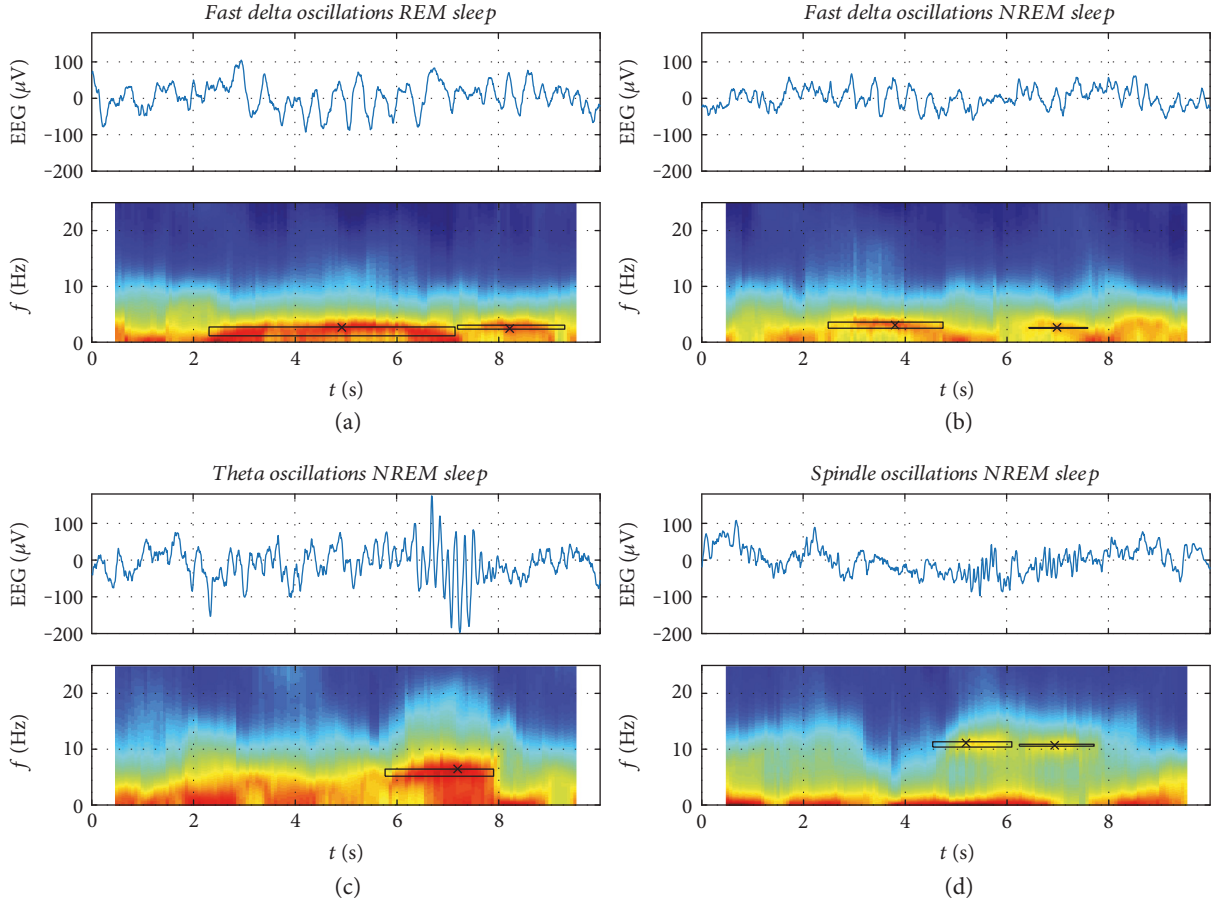 Fast delta oscillations REM sleep
EEG (μV)
100
0
-100
-200
f (Hz)
20
10
0
0 2 4 6 8
t (s)
(a)
Fast delta oscillations NREM sleep
EEG (μV)
100
0
-100
-200
f (Hz)
20
10
0
0 2 4 6 8
t (s)
(b)
Theta oscillations NREM sleep
EEG (μV)
100
0
-100
-200
f (Hz)
20
10
0
0 2 4 6 8
t (s)
(c)
Spindle oscillations NREM sleep
EEG (μV)
100
0
-100
-200
f (Hz)
20
10
0
0 2 4 6 8
t (s)
(d)